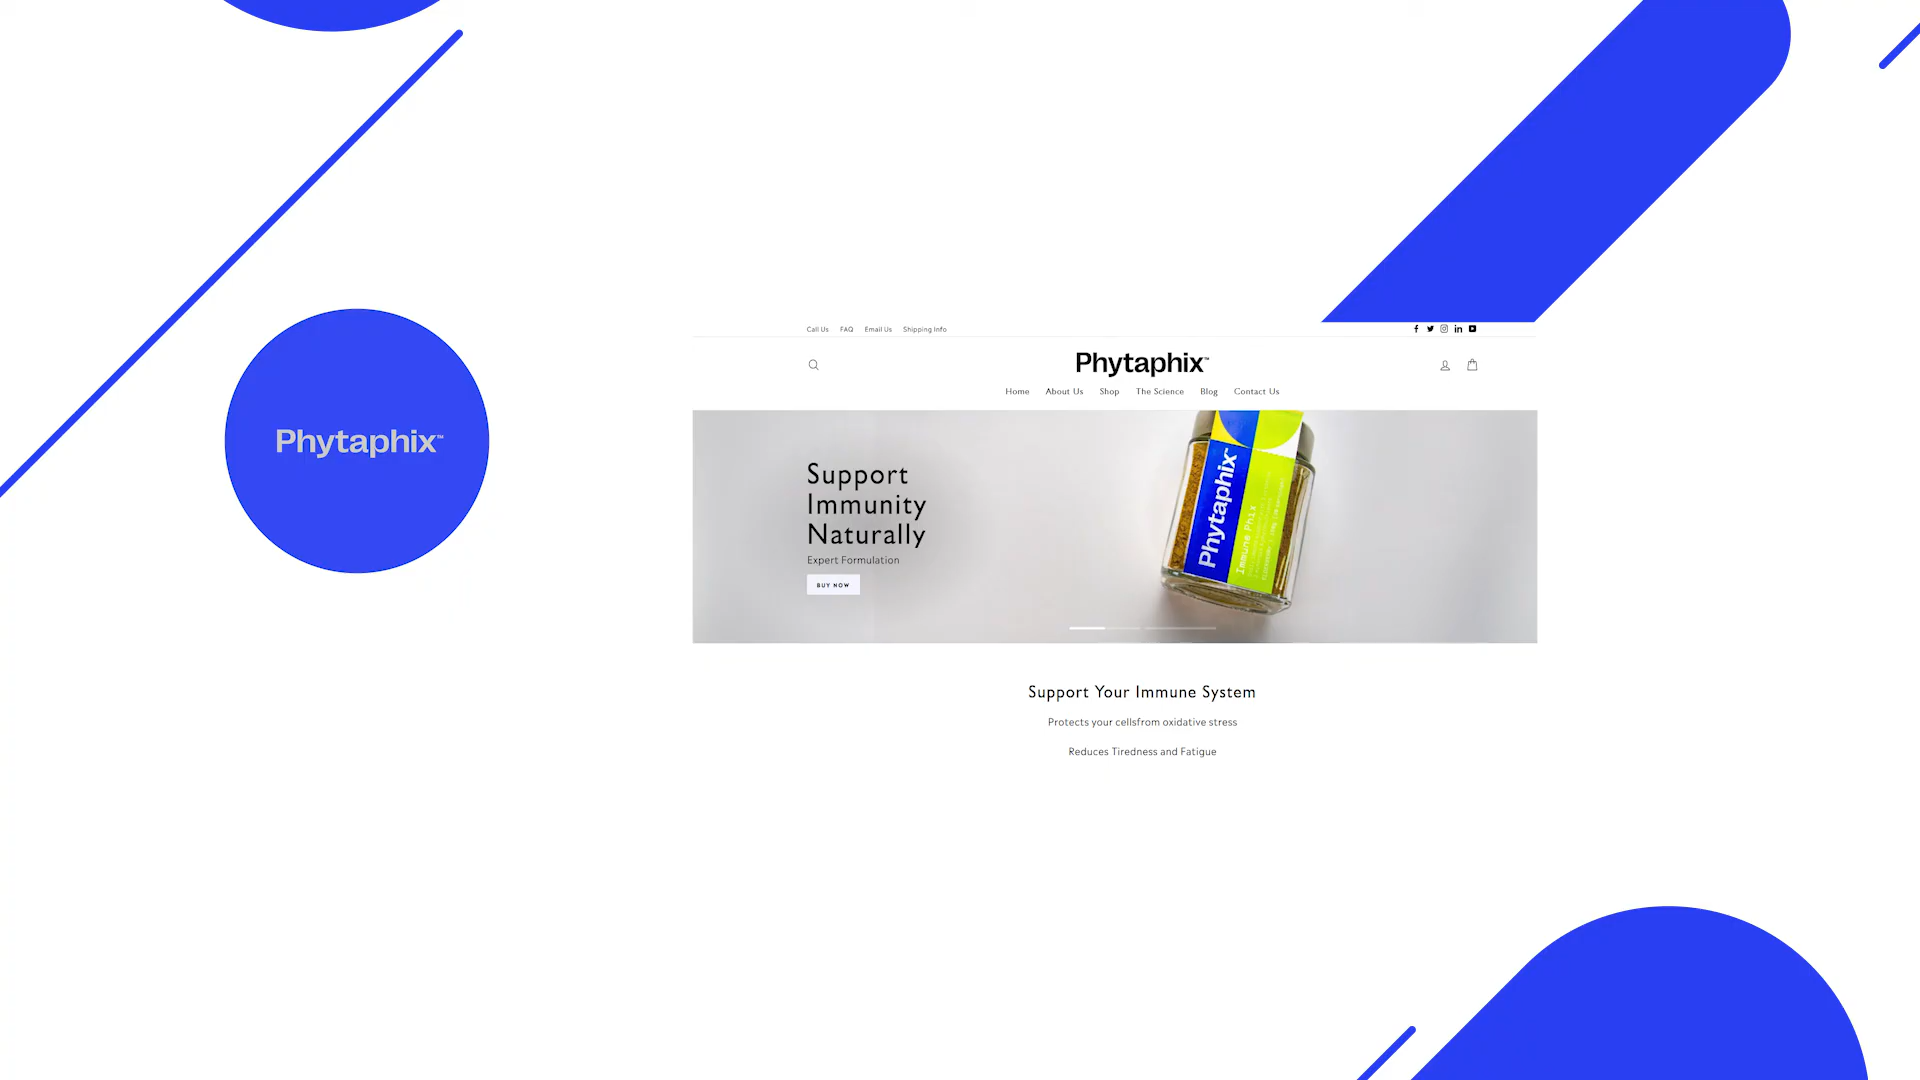 Phytaphix™
Call Us FAQ Email Us Shipping Info
Phytaphix™
Home About Us Shop The Science Blog Contact Us
Support
Immunity
Naturally
Expert Formulation
BUY NOW
Phytaphix™
Immune Phix
Support Your Immune System
Protects your cellsfrom oxidative stress
Reduces Tiredness and Fatigue